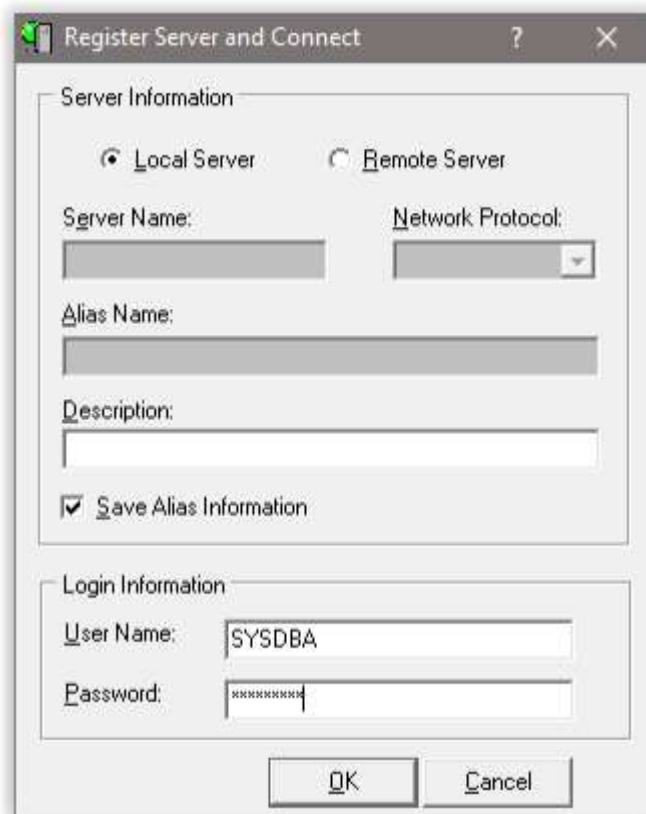 Register Server and Connect ? ×
Server Information
Local Server Remote Server
Server Name: Network Protocol:
Alias Name:
Description:
Save Alias Information
Login Information
User Name: SYSDBA
Password: *********
OK Cancel